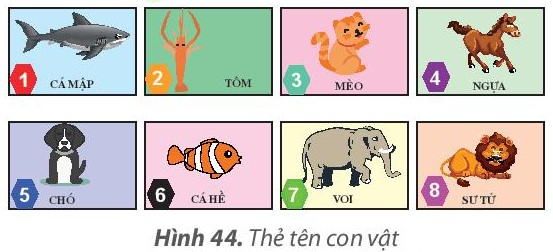 1 CÁ MẬP
2 TÔM
3 MÈO
4 NGỰA
5 CHÓ
6 CÁ HỀ
7 VOI
8 SƯ TỬ
Hình 44. Thẻ tên con vật